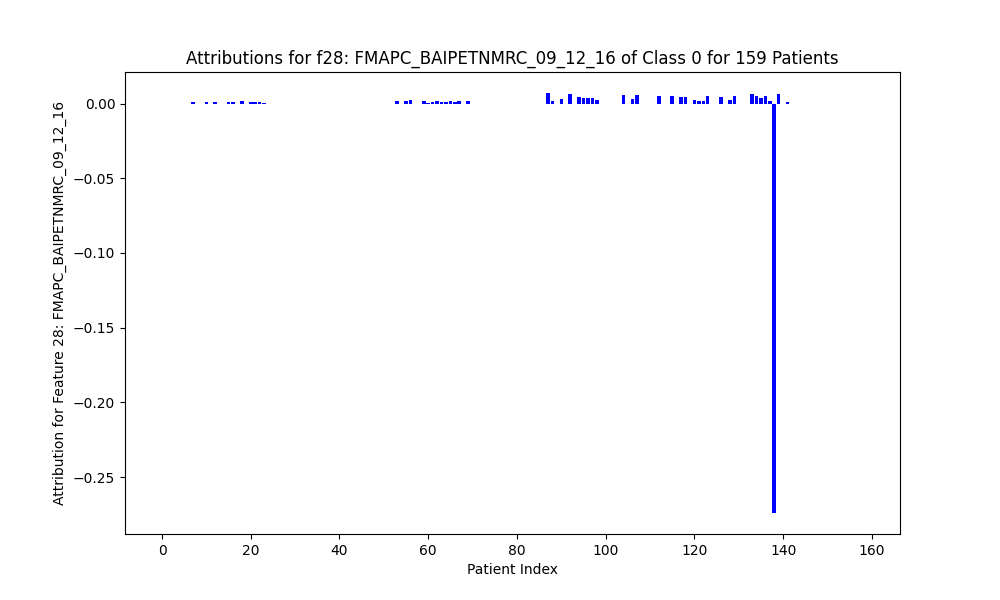 Attributions for f28: FMAPC_BAIPETNMRC_09_12_16 of Class 0 for 159 Patients
Attribution for Feature 28: FMAPC_BAIPETNMRC_09_12_16
0.00
−0.05
−0.10
−0.15
−0.20
−0.25
0 20 40 60 80 100 120 140 160
Patient Index